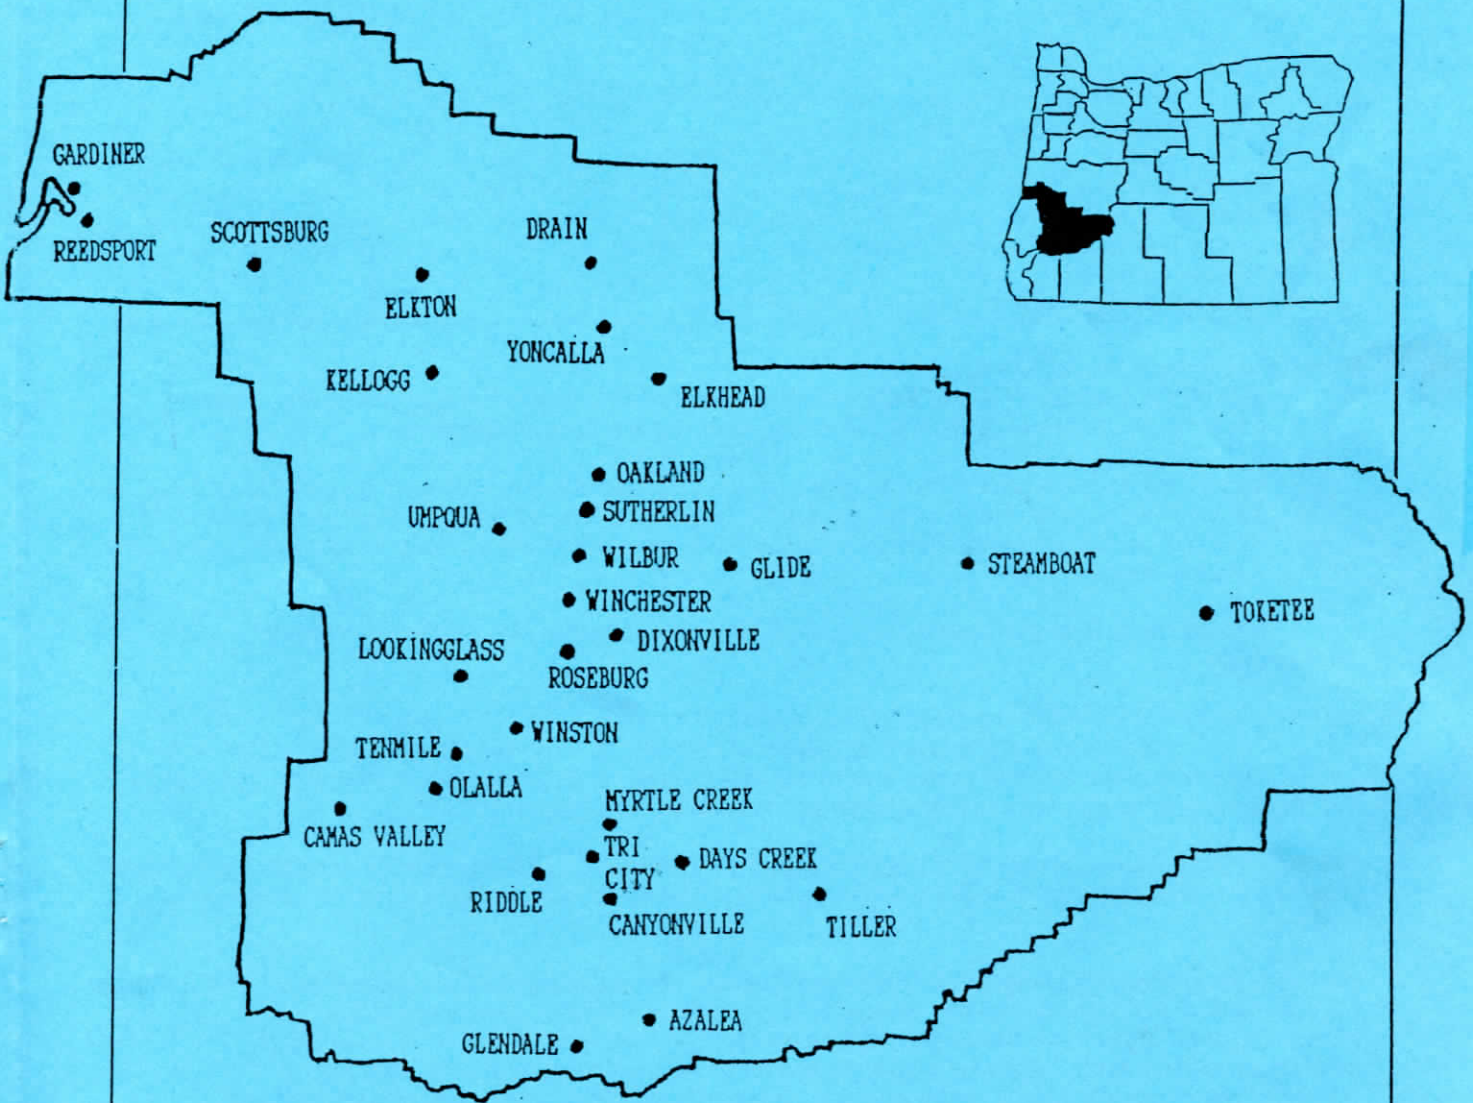 GARDINER
REEDSPORT
SCOTTSBURG
DRAIN
ELKTON
YONCALLA
KELLOGG
ELKHEAD
OAKLAND
SUTHERLIN
UMPQUA
WILBUR
GLIDE
STEAMBOAT
WINCHESTER
TOKETEE
DIXONVILLE
LOOKINGGLASS
ROSEBURG
WINSTON
TENMILE
OLALLA
MYRTLE CREEK
CAMAS VALLEY
TRI
CITY
DAYS CREEK
RIDDLE
CANYONVILLE
TILLER
AZALEA
GLENDALE